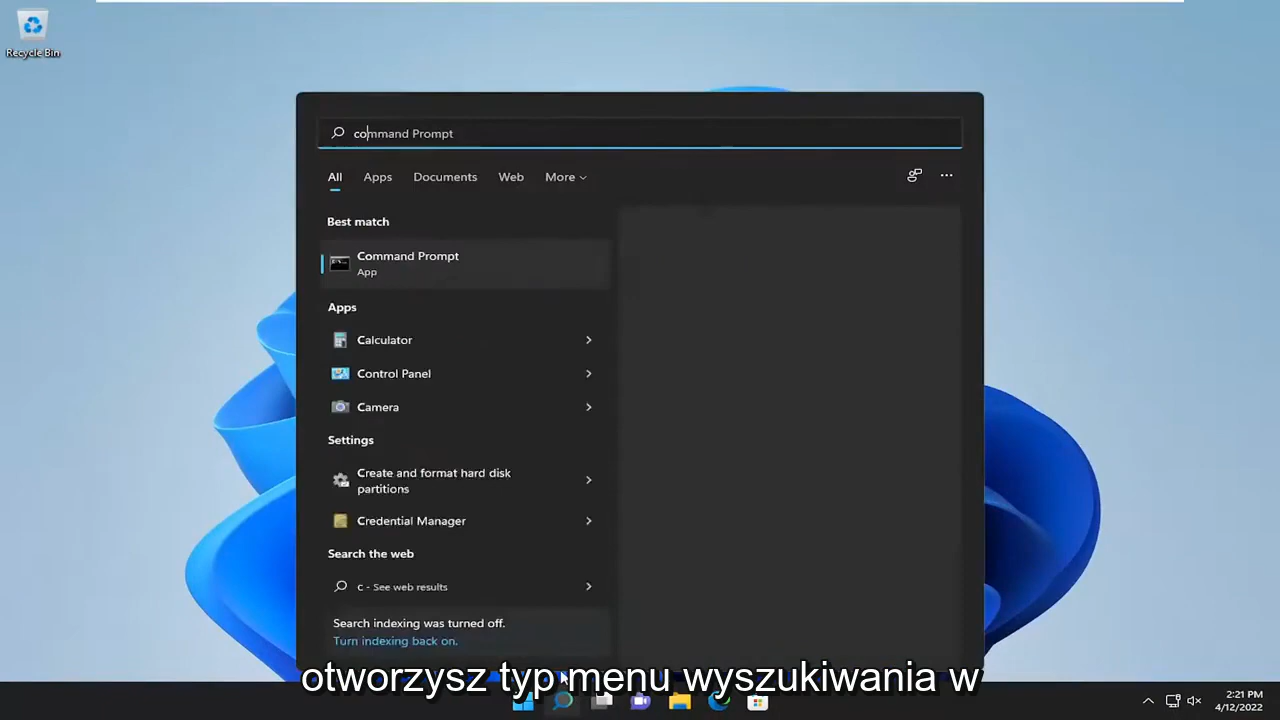 Recycle Bin
command Prompt
All Apps Documents Web More
Best match
Command Prompt
App
Apps
Calculator
Control Panel
Camera
Settings
Create and format hard disk
partitions
Credential Manager
Search the web
c - See web results
Search indexing was turned off.
Turn indexing back on.
otworzysz typ menu wyszukiwania w
2:21 PM
4/12/2022